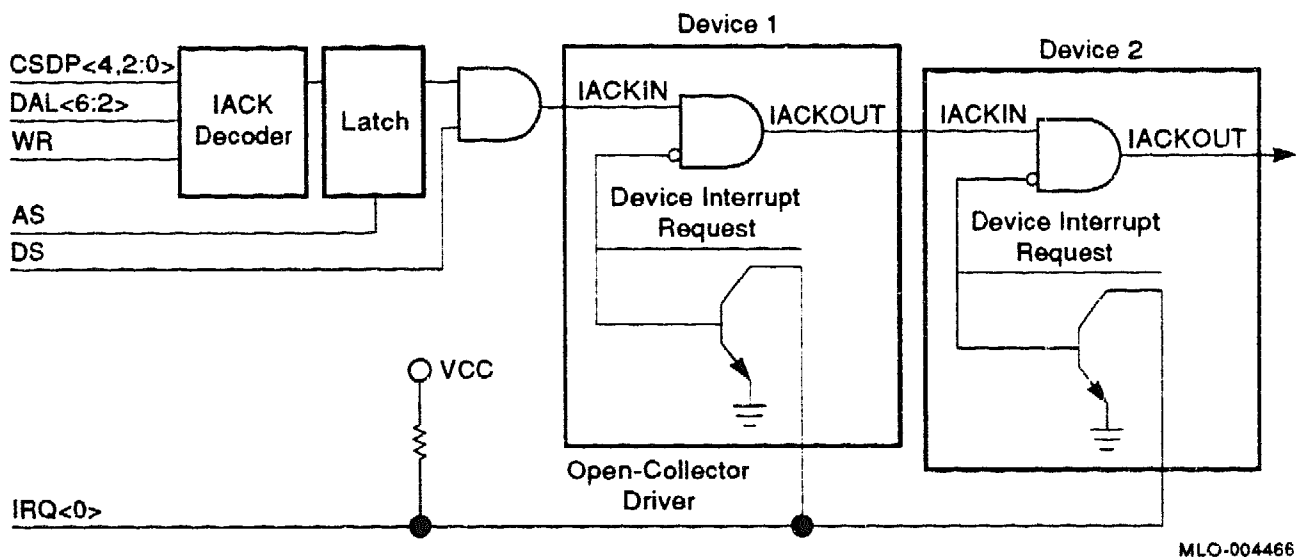 Device 1
Device 2
CSDP<4,2:0>
DAL<6:2>
WR
IACK
Decoder
Latch
AS
DS
IACKIN
IACKOUT
Device Interrupt
Request
IACKIN
IACKOUT
Device Interrupt
Request
VCC
Open-Collector
Driver
IRQ<0>
MLO-004466